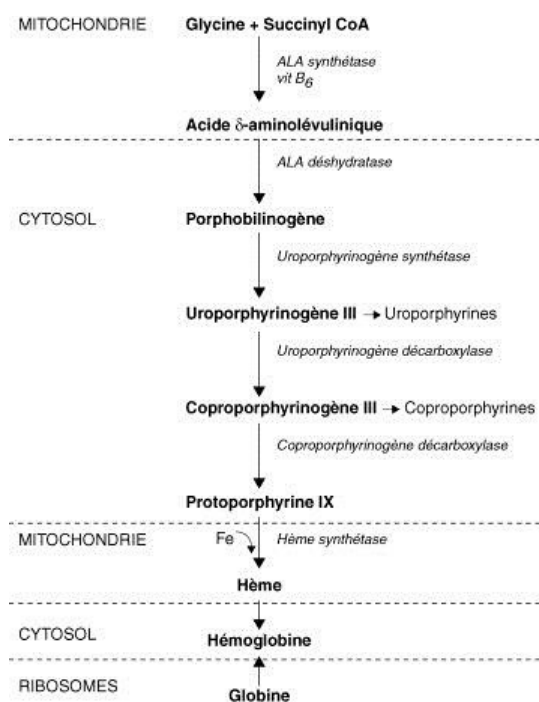 MITOCHONDRIE Glycine + Succinyl CoA
ALA synthétase
vit B6
Acide δ-aminolévulinique
ALA déshydratase
CYTOSOL Porphobilinogène
Uroporphyrinogène synthétase
Uroporphyrinogène III → Uroporphyrines
Uroporphyrinogène décarboxylase
Coproporphyrinogène III → Coproporphyrines
Coproporphyrinogène décarboxylase
Protoporphyrine IX
MITOCHONDRIE Fe Hème synthétase
Hème
CYTOSOL Hémoglobine
RIBOSOMES Globine